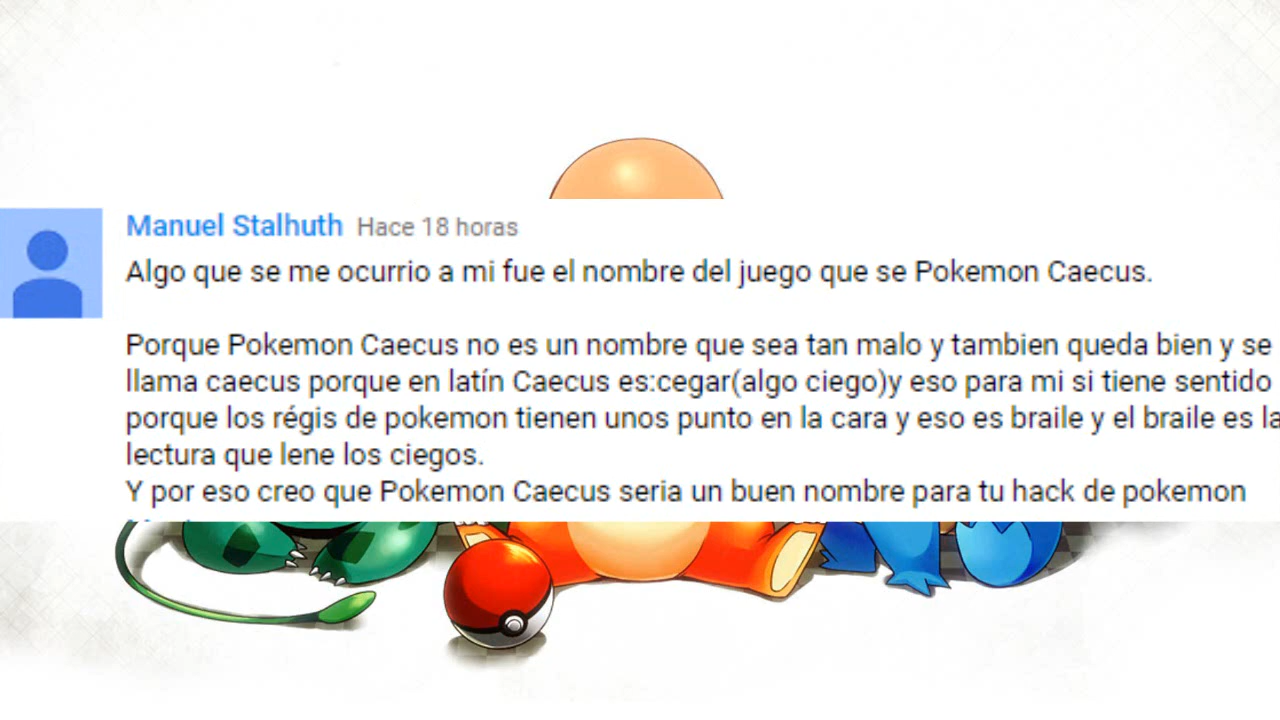 Manuel Stalhuth Hace 18 horas
Algo que se me ocurrio a mi fue el nombre del juego que se Pokemon Caecus.
Porque Pokemon Caecus no es un nombre que sea tan malo y tambien queda bien y se
llama caecus porque en latín Caecus es:cegar(algo ciego)y eso para mi si tiene sentido
porque los régis de pokemon tienen unos punto en la cara y eso es braile y el braile es la
lectura que lene los ciegos.
Y por eso creo que Pokemon Caecus seria un buen nombre para tu hack de pokemon